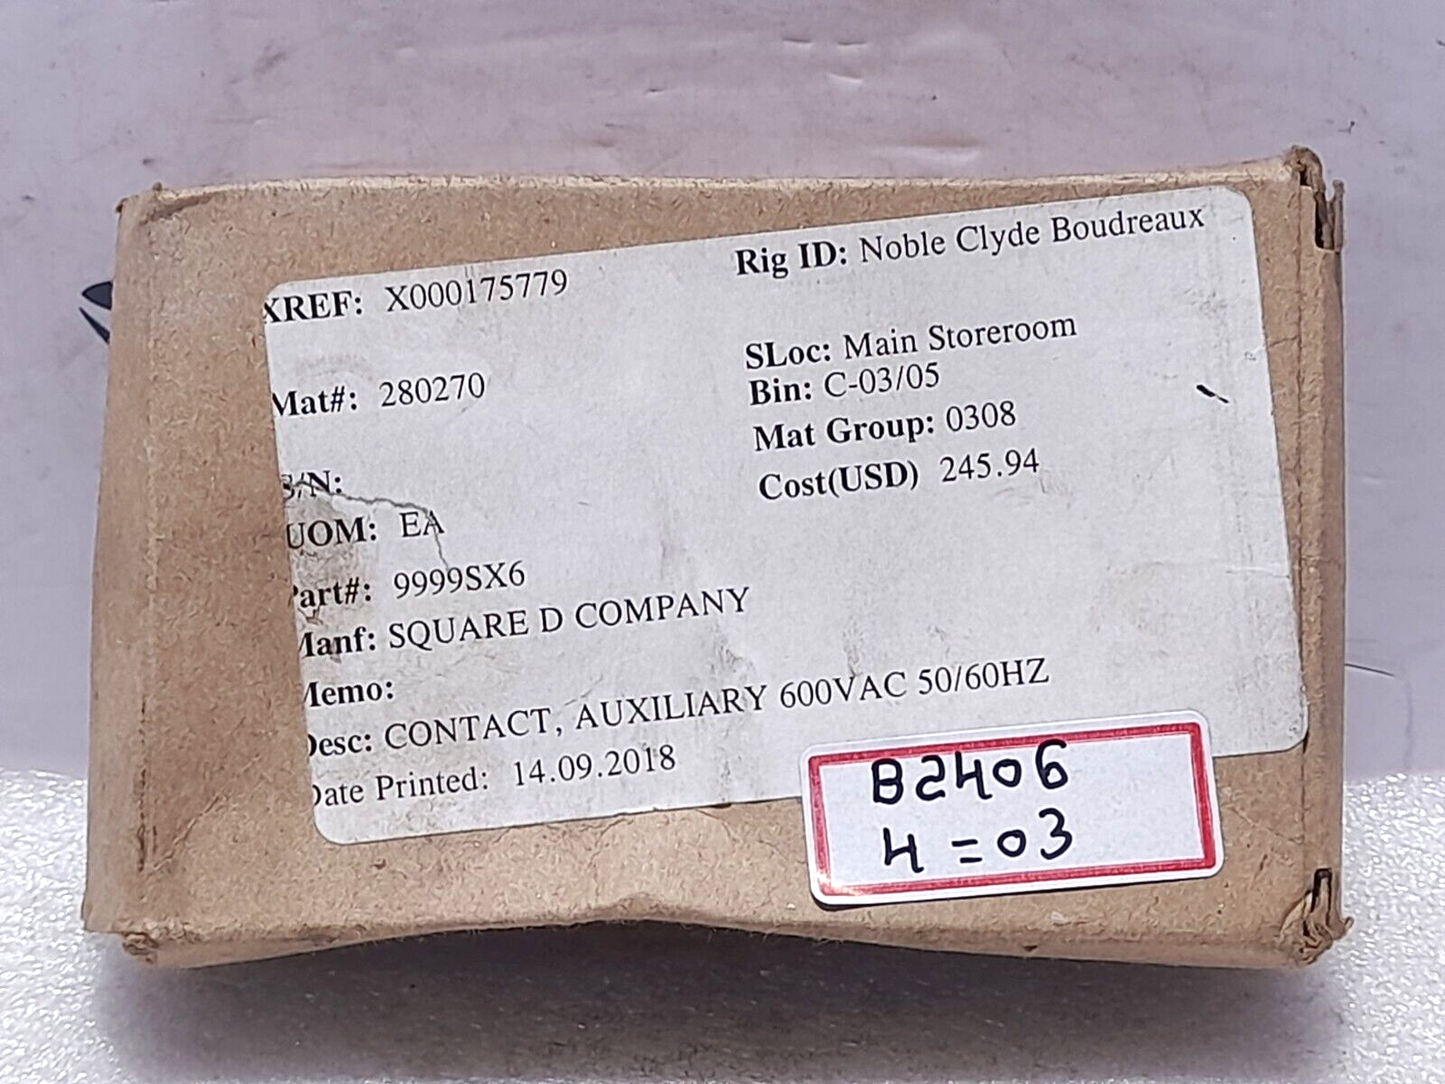 XREF: X000175779
Rig ID: Noble Clyde Boudreaux
Mat#: 280270
SLoc: Main Storeroom
Bin: C-03/05
Mat Group: 0308
Cost(USD) 245.94
S/N:
UOM: EA
Part#: 9999SX6
Manf: SQUARE D COMPANY
Memo:
Desc: CONTACT, AUXILIARY 600VAC 50/60HZ
Date Printed: 14.09.2018
B2406
4=03